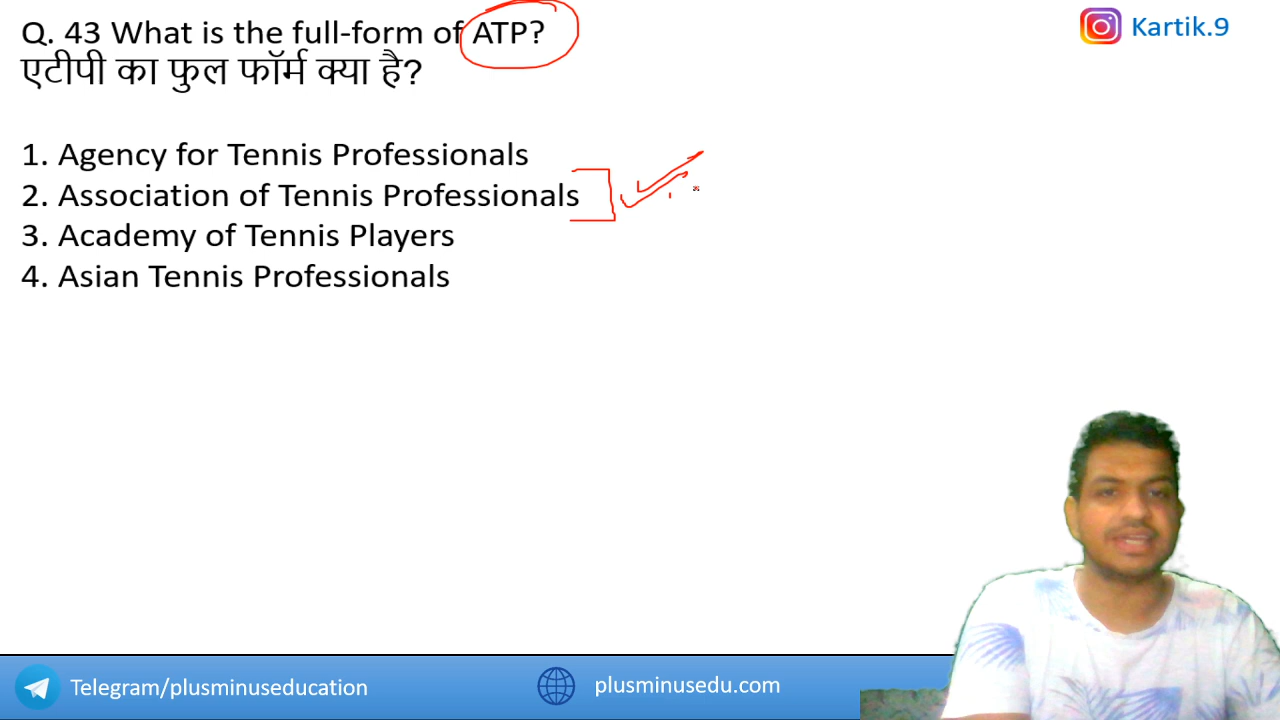 Q. 43 What is the full-form of ATP?
एटीपी का फुल फॉर्म क्या है?
Kartik.9
1. Agency for Tennis Professionals
2. Association of Tennis Professionals
3. Academy of Tennis Players
4. Asian Tennis Professionals
Telegram/plusminuseducation
plusminusedu.com